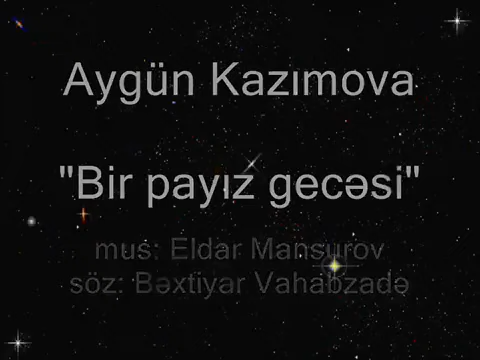 Aygün Kazımova
"Bir payız gecəsi"
mus: Eldar Mansurov
söz: Bəxtiyar Vahabzadə